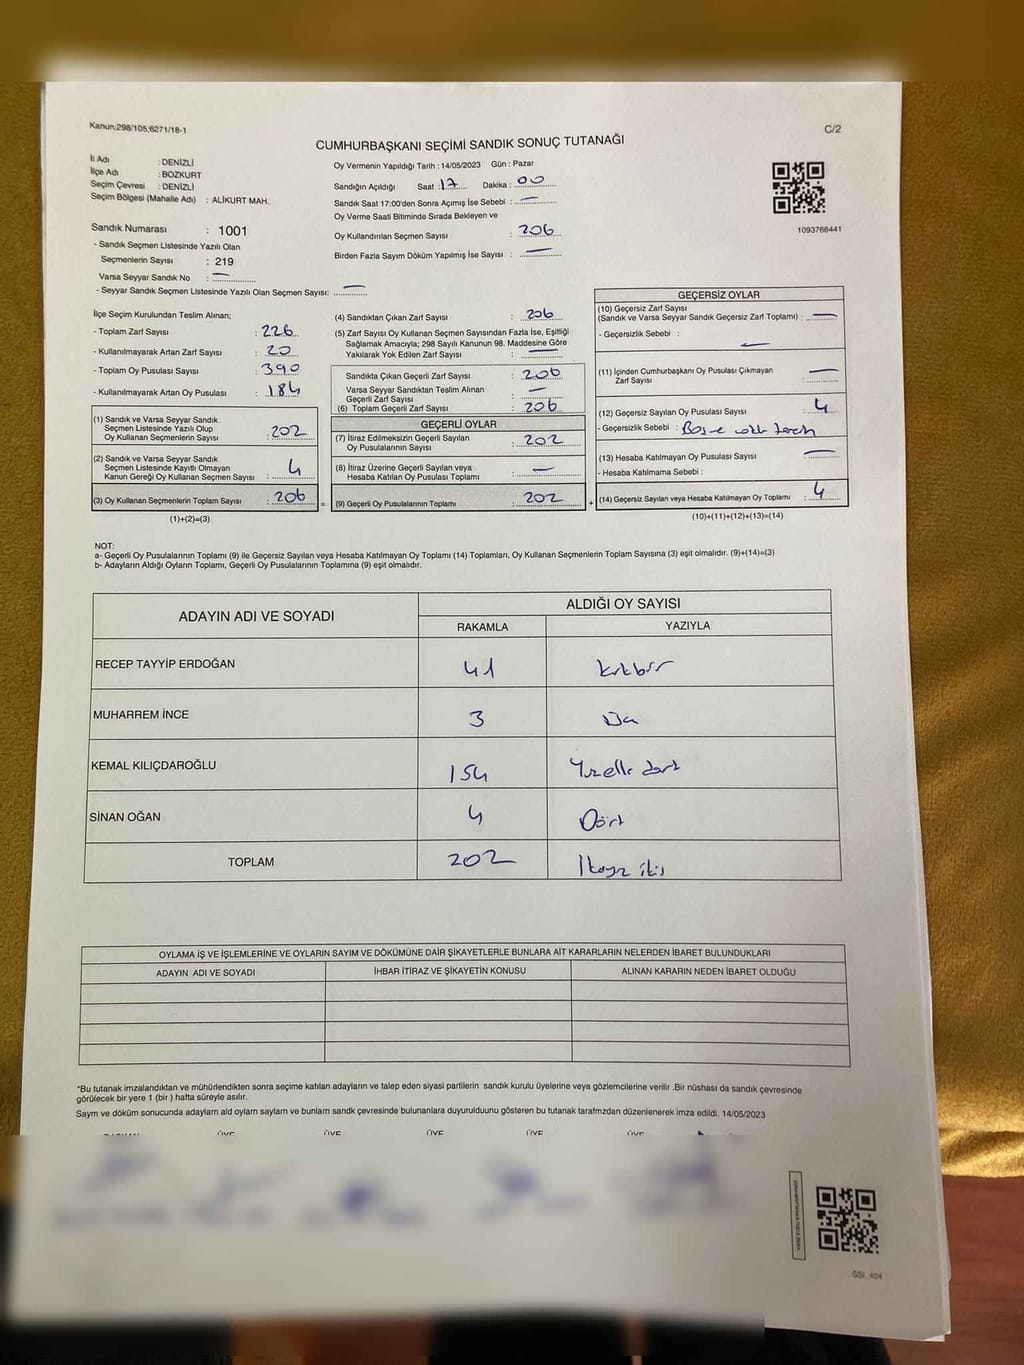 Kanun:298/105;6271/18-1
C/2
CUMHURBAŞKANI SEÇİMİ SANDIK SONUÇ TUTANAĞI
İl Adı : DENİZLİ
İlçe Adı : BOZKURT
Seçim Çevresi : DENİZLİ
Seçim Bölgesi (Mahalle Adı) : ALİKURT MAH.
Sandık Numarası : 1001
- Sandık Seçmen Listesinde Yazılı Olan
Seçmenlerin Sayısı : 219
Varsa Seyyar Sandık No : —
- Seyyar Sandık Seçmen Listesinde Yazılı Olan Seçmen Sayısı: —
Oy Vermenin Yapıldığı Tarih : 14/05/2023 Gün : Pazar
Sandığın Açıldığı Saat : 17 Dakika : 00
Sandık Saat 17:00'den Sonra Açımış İse Sebebi : —
Oy Verme Saati Bitiminde Sırada Bekleyen ve
Oy Kullandırılan Seçmen Sayısı : 206
Birden Fazla Sayım Döküm Yapılmış İse Sayısı : —
1093768441
İlçe Seçim Kurulundan Teslim Alınan;
- Toplam Zarf Sayısı : 226
- Kullanılmayarak Artan Zarf Sayısı : 20
- Toplam Oy Pusulası Sayısı : 390
- Kullanılmayarak Artan Oy Pusulası : 184
(1) Sandık ve Varsa Seyyar Sandık
Seçmen Listesinde Yazılı Olup
Oy Kullanan Seçmenlerin Sayısı : 202
(2) Sandık ve Varsa Seyyar Sandık
Seçmen Listesinde Kayıtlı Olmayan
Kanun Gereği Oy Kullanan Seçmen Sayısı : 4
(3) Oy Kullanan Seçmenlerin Toplam Sayısı : 206
(1)+(2)=(3)
(4) Sandıktan Çıkan Zarf Sayısı : 206
(5) Zarf Sayısı Oy Kullanan Seçmen Sayısından Fazla İse, Eşitliği
Sağlamak Amacıyla; 298 Sayılı Kanunun 98. Maddesine Göre
Yakılarak Yok Edilen Zarf Sayısı : —
Sandıkta Çıkan Geçerli Zarf Sayısı : 206
Varsa Seyyar Sandıktan Teslim Alınan
Geçerli Zarf Sayısı : —
(6) Toplam Geçerli Zarf Sayısı : 206
GEÇERLİ OYLAR
(7) İtiraz Edilmeksizin Geçerli Sayılan
Oy Pusulalarının Sayısı : 202
(8) İtiraz Üzerine Geçerli Sayılan veya
Hesaba Katılan Oy Pusulası Toplamı : —
= (9) Geçerli Oy Pusulalarının Toplamı : 202
GEÇERSİZ OYLAR
(10) Geçersiz Zarf Sayısı
(Sandık ve Varsa Seyyar Sandık Geçersiz Zarf Toplamı) : —
- Geçersizlik Sebebi : —
(11) İçinden Cumhurbaşkanı Oy Pusulası Çıkmayan
Zarf Sayısı : —
(12) Geçersiz Sayılan Oy Pusulası Sayısı : 4
- Geçersizlik Sebebi :
(13) Hesaba Katılmayan Oy Pusulası Sayısı : —
- Hesaba Katılmama Sebebi :
+ (14) Geçersiz Sayılan veya Hesaba Katılmayan Oy Toplamı : 4
(10)+(11)+(12)+(13)=(14)
NOT:
a- Geçerli Oy Pusulalarının Toplamı (9) ile Geçersiz Sayılan veya Hesaba Katılmayan Oy Toplamı (14) Toplamları, Oy Kullanan Seçmenlerin Toplam Sayısına (3) eşit olmalıdır. (9)+(14)=(3)
b- Adayların Aldığı Oyların Toplamı, Geçerli Oy Pusulalarının Toplamına (9) eşit olmalıdır.
ADAYIN ADI VE SOYADI
ALDIĞI OY SAYISI
RAKAMLA YAZIYLA
RECEP TAYYİP ERDOĞAN 41 kırkbir
MUHARREM İNCE 3 Üç
KEMAL KILIÇDAROĞLU 154 Yüzelli dört
SİNAN OĞAN 4 Dört
TOPLAM 202 İkiyüz iki
OYLAMA İŞ VE İŞLEMLERİNE VE OYLARIN SAYIM VE DÖKÜMÜNE DAİR ŞİKAYETLERLE BUNLARA AİT KARARLARIN NELERDEN İBARET BULUNDUKLARI
ADAYIN ADI VE SOYADI İHBAR İTİRAZ VE ŞİKAYETİN KONUSU ALINAN KARARIN NEDEN İBARET OLDUĞU
*Bu tutanak imzalandıktan ve mühürlendikten sonra seçime katılan adayların ve talep eden siyasi partilerin sandık kurulu üyelerine veya gözlemcilerine verilir .Bir nüshası da sandık çevresinde
görülecek bir yere 1 (bir ) hafta süreyle asılır.
Sayım ve döküm sonucunda adayların ald oyların sayların ve bunların sandk çevresinde bulunanlara duyurulduunu gösteren bu tutanak tarafmzdan düzenlenerek imza edildi. 14/05/2023
ÜYE ÜYE ÜYE ÜYE ÜYE
SSI_404